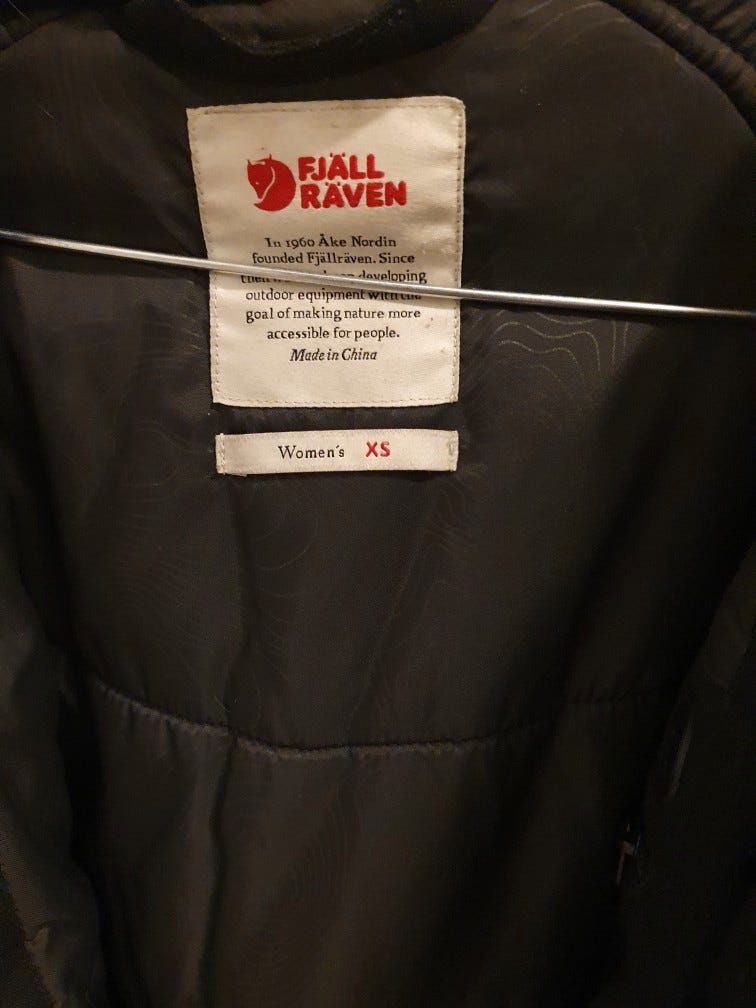 FJÄLL
RÄVEN
In 1960 Åke Nordin
founded Fjällräven. Since
developing
outdoor equipment with the
goal of making nature more
accessible for people.
Made in China
Women's XS